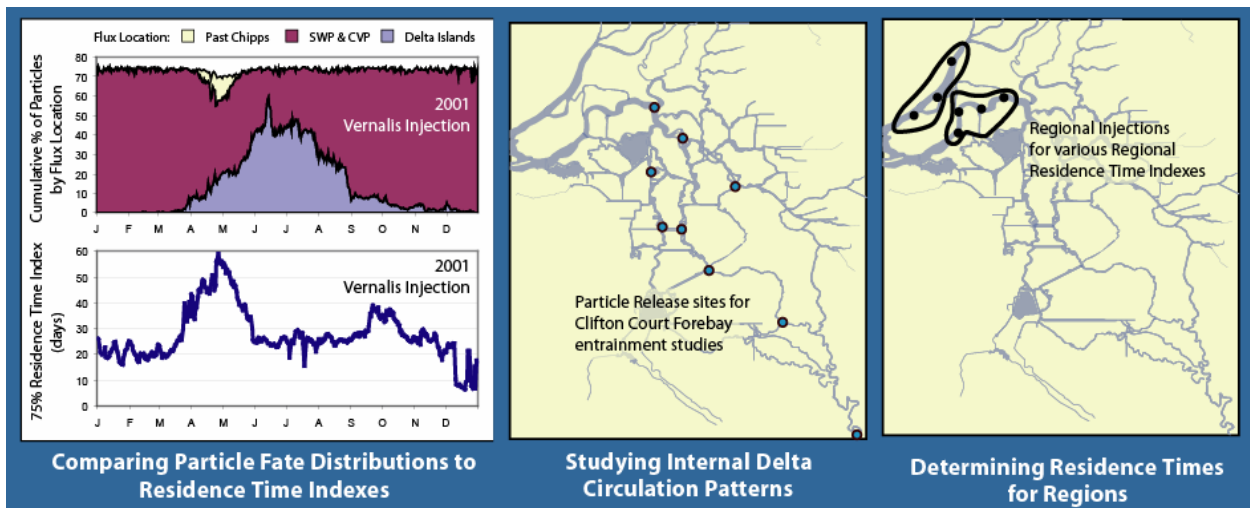 Flux Location: Past Chipps SWP & CVP Delta Islands
Cumulative % of Particles
by Flux Location
80
70
60
50
40
30
20
10
0
2001
Vernalis Injection
J F M A M J J A S O N D
75% Residence Time Index
(days)
60
50
40
30
20
10
0
2001
Vernalis Injection
J F M A M J J A S O N D
Comparing Particle Fate Distributions to
Residence Time Indexes
Particle Release sites for
Clifton Court Forebay
entrainment studies
Studying Internal Delta
Circulation Patterns
Regional Injections
for various Regional
Residence Time Indexes
Determining Residence Times
for Regions